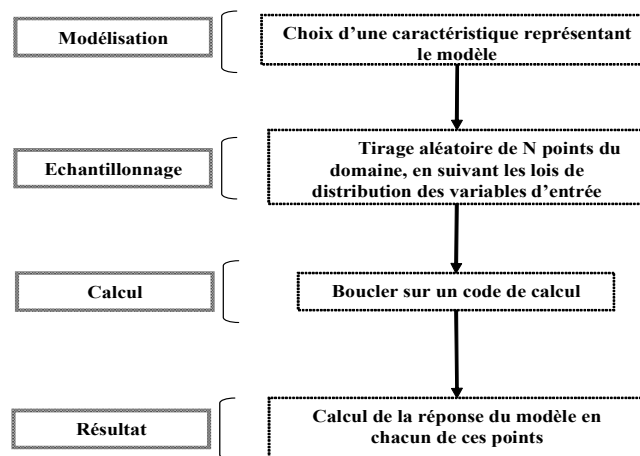 Modélisation
Choix d'une caractéristique représentant
le modèle
Echantillonnage
Tirage aléatoire de N points du
domaine, en suivant les lois de
distribution des variables d'entrée
Calcul
Boucler sur un code de calcul
Résultat
Calcul de la réponse du modèle en
chacun de ces points